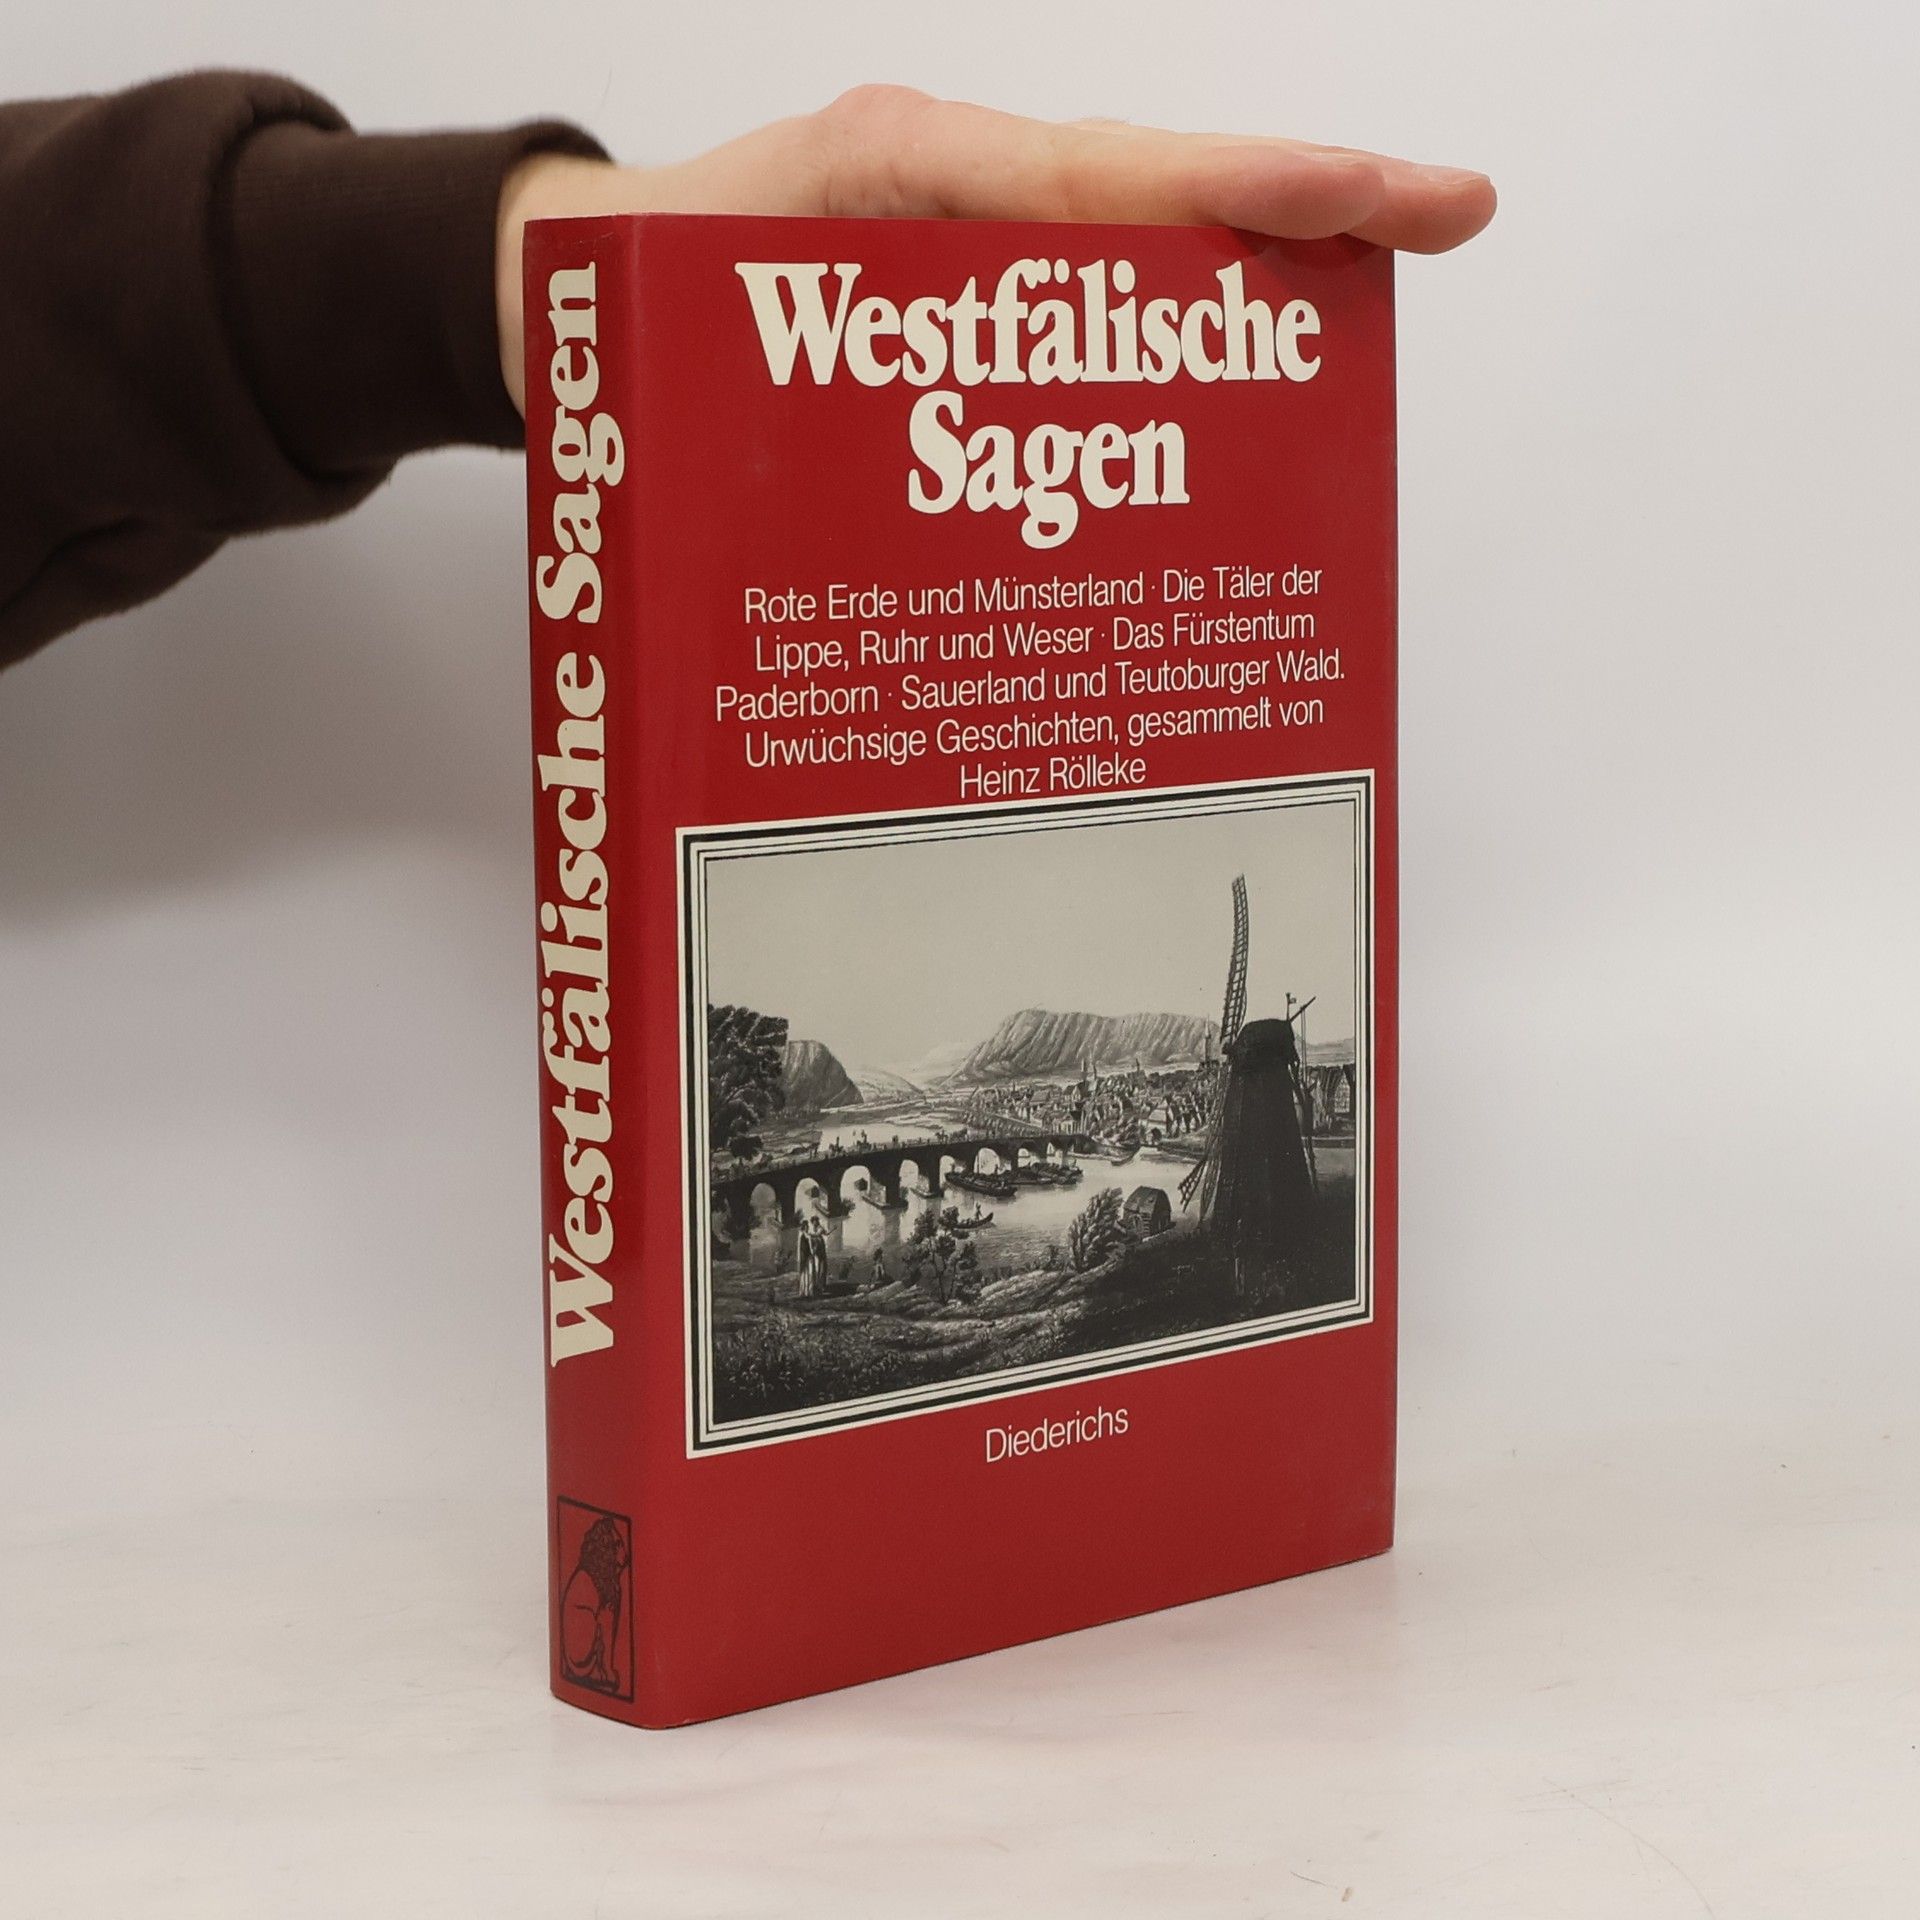 Westfälische Sagen
Westfälische
Sagen
Rote Erde und Münsterland · Die Täler der
Lippe, Ruhr und Weser · Das Fürstentum
Paderborn · Sauerland und Teutoburger Wald.
Urwüchsige Geschichten, gesammelt von
Heinz Rölleke
Diederichs